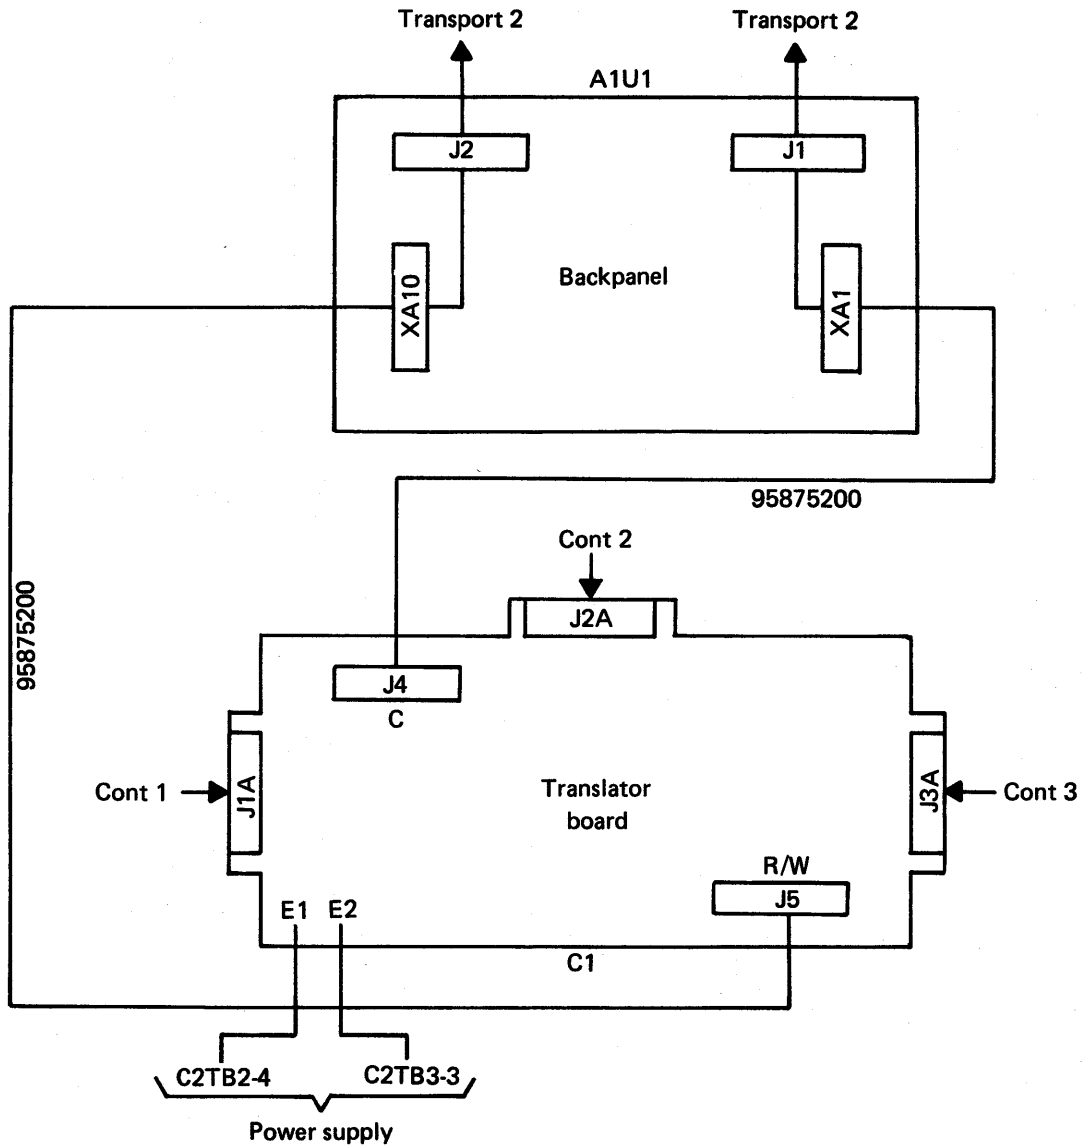 Transport 2
Transport 2
A1U1
J2
J1
Backpanel
XA10
XA1
95875200
Cont 2
J2A
95875200
J4
C
Cont 1
J1A
Translator
board
J3A
Cont 3
R/W
J5
E1 E2
C1
C2TB2-4
C2TB3-3
Power supply